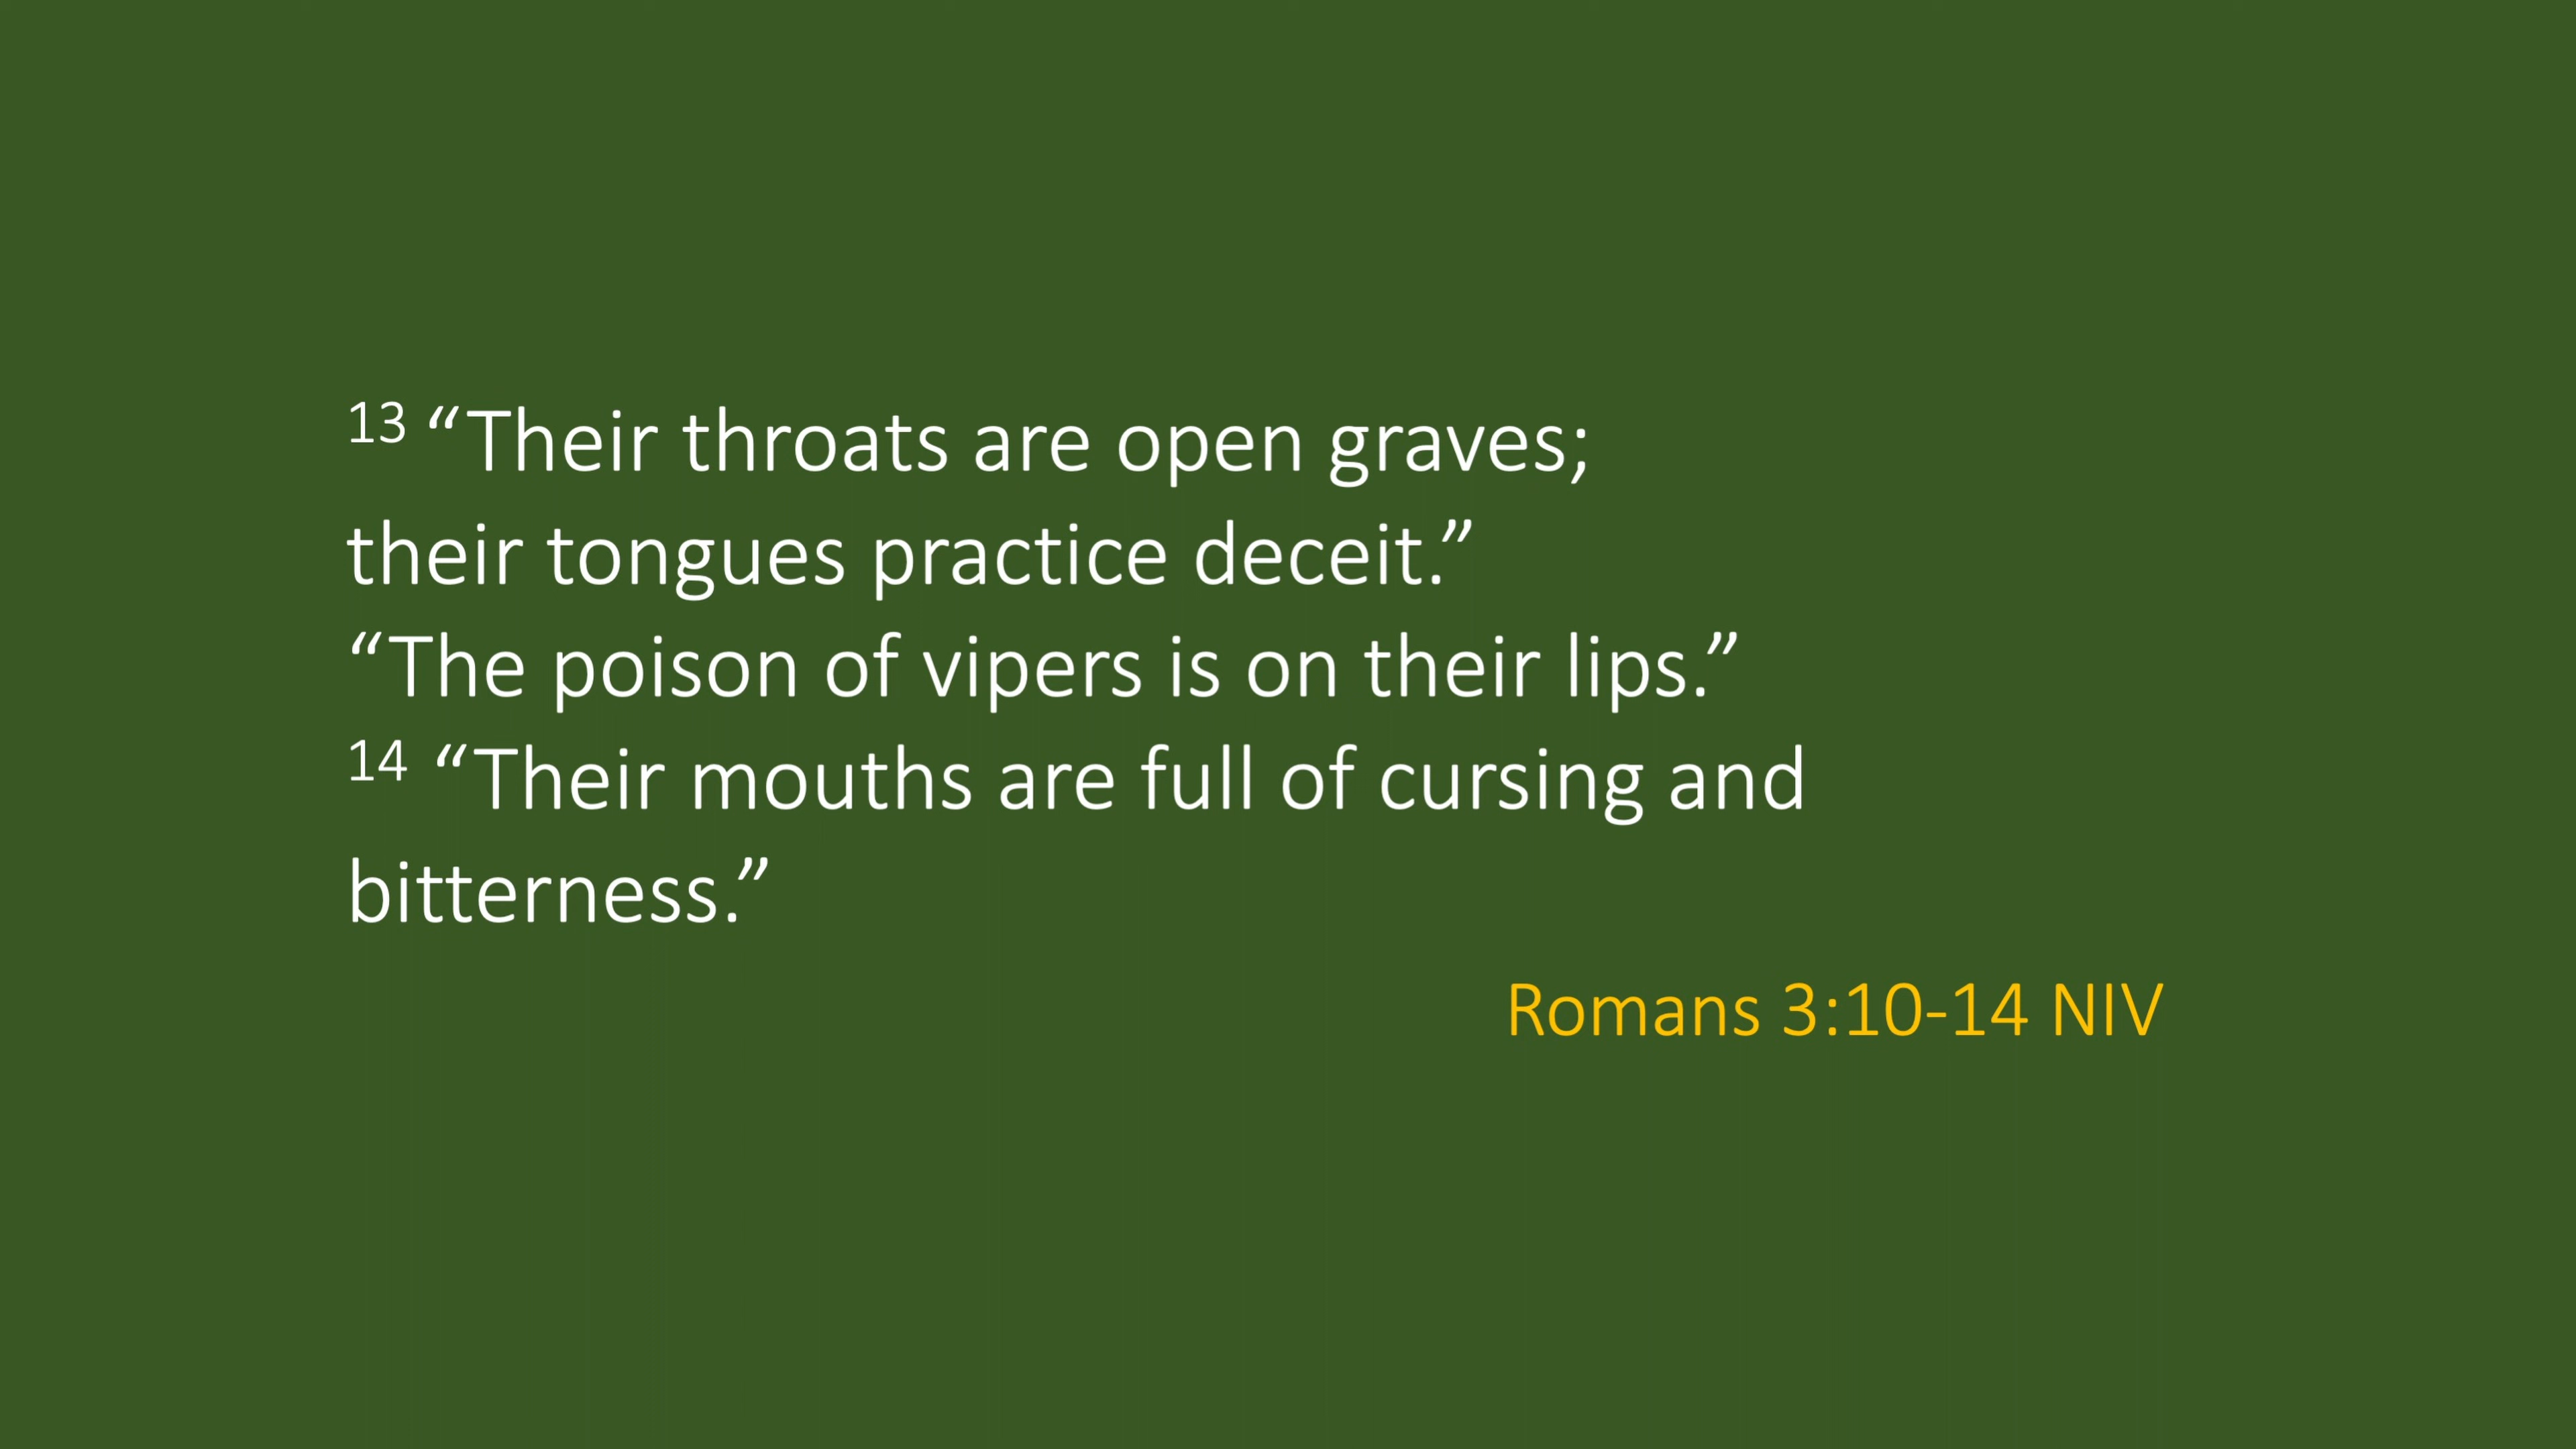 13 “Their throats are open graves;
their tongues practice deceit.”
“The poison of vipers is on their lips.”
14 “Their mouths are full of cursing and
bitterness.”
Romans 3:10-14 NIV